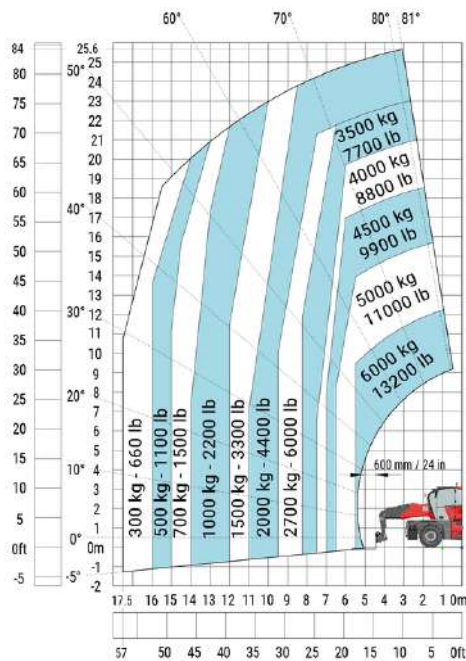 60°
70°
80°
81°
84
80
75
70
65
60
55
50
45
40
35
30
25
20
15
10
5
0ft
-5
25.6
25
24
23
22
21
20
19
18
17
16
15
14
13
12
11
10
9
8
7
6
5
4
3
2
1
0m
-1
-2
50°
40°
30°
20°
10°
0°
-5°
3500 kg
7700 lb
4000 kg
8800 lb
4500 kg
9900 lb
5000 kg
11000 lb
6000 kg
13200 lb
300 kg - 660 lb
500 kg - 1100 lb
700 kg - 1500 lb
1000 kg - 2200 lb
1500 kg - 3300 lb
2000 kg - 4400 lb
2700 kg - 6000 lb
600 mm / 24 in
17.5 16 15 14 13 12 11 10 9 8 7 6 5 4 3 2 1 0m
57 50 45 40 35 30 25 20 15 10 5 0ft